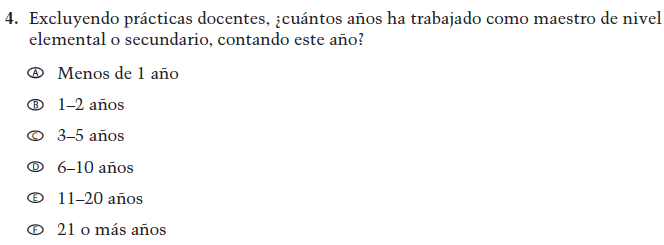 4. Excluyendo prácticas docentes, ¿cuántos años ha trabajado como maestro de nivel
elemental o secundario, contando este año?
A Menos de 1 año
B 1–2 años
C 3–5 años
D 6–10 años
E 11–20 años
F 21 o más años